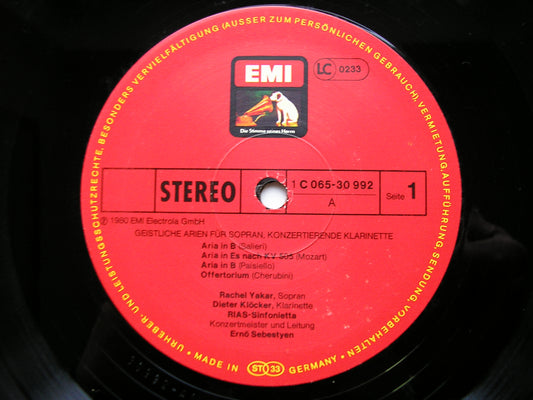 URHEBER- UND LEISTUNGSSCHUTZRECHTE, BESONDERS VERVIELFÄLTIGUNG (AUSSER ZUM PERSÖNLICHEN GEBRAUCH), VERMIETUNG, AUFFÜHRUNG, SENDUNG, VORBEHALTEN
EMI
LC 0233
Die Stimme seines Herrn
STEREO
1 C 065-30 992
A
Seite 1
℗ 1980 EMI Electrola GmbH
GEISTLICHE ARIEN FÜR SOPRAN, KONZERTIERENDE KLARINETTE
Aria in B (Salieri)
Aria in Es nach KV 505 (Mozart)
Aria in B (Paisiello)
Offertorium (Cherubini)
Rachel Yakar, Sopran
Dieter Klöcker, Klarinette
RIAS-Sinfonietta
Konzertmeister und Leitung
Ernö Sebestyen
• MADE IN STO 33 GERMANY •